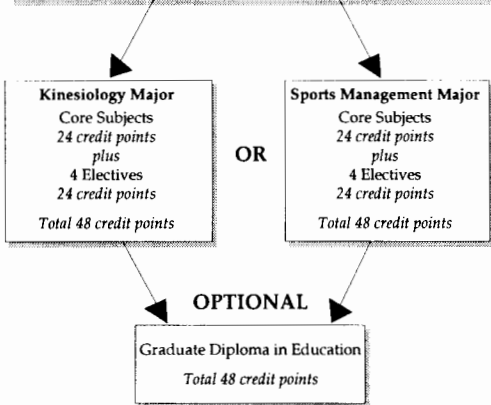 Kinesiology Major
Core Subjects
24 credit points
plus
4 Electives
24 credit points
Total 48 credit points
OR
Sports Management Major
Core Subjects
24 credit points
plus
4 Electives
24 credit points
Total 48 credit points
OPTIONAL
Graduate Diploma in Education
Total 48 credit points